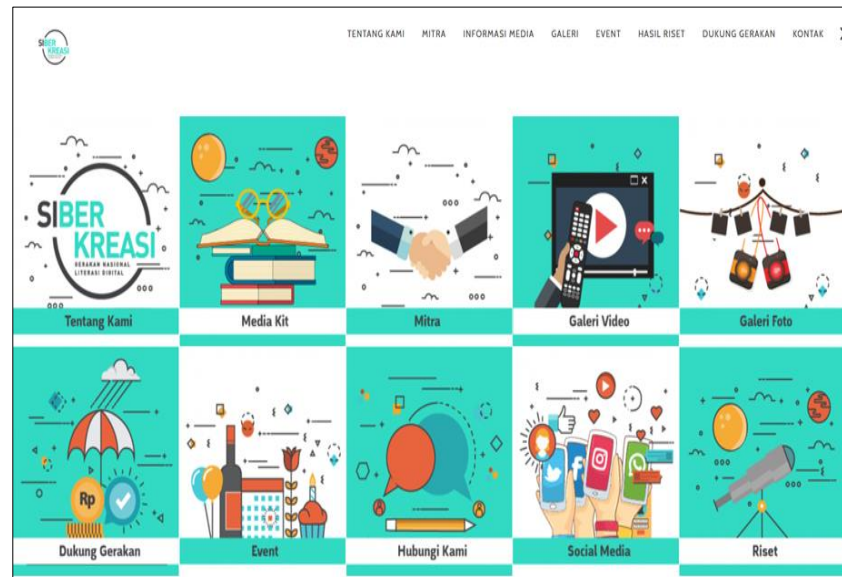 SIBER
KREASI
TENTANG KAMI MITRA INFORMASI MEDIA GALERI EVENT HASIL RISET DUKUNG GERAKAN KONTAK
SIBER
KREASI
GERAKAN NASIONAL
LITERASI DIGITAL
Tentang Kami
Media Kit
Mitra
Galeri Video
Galeri Foto
Rp
Dukung Gerakan
Event
Hubungi Kami
Social Media
Riset